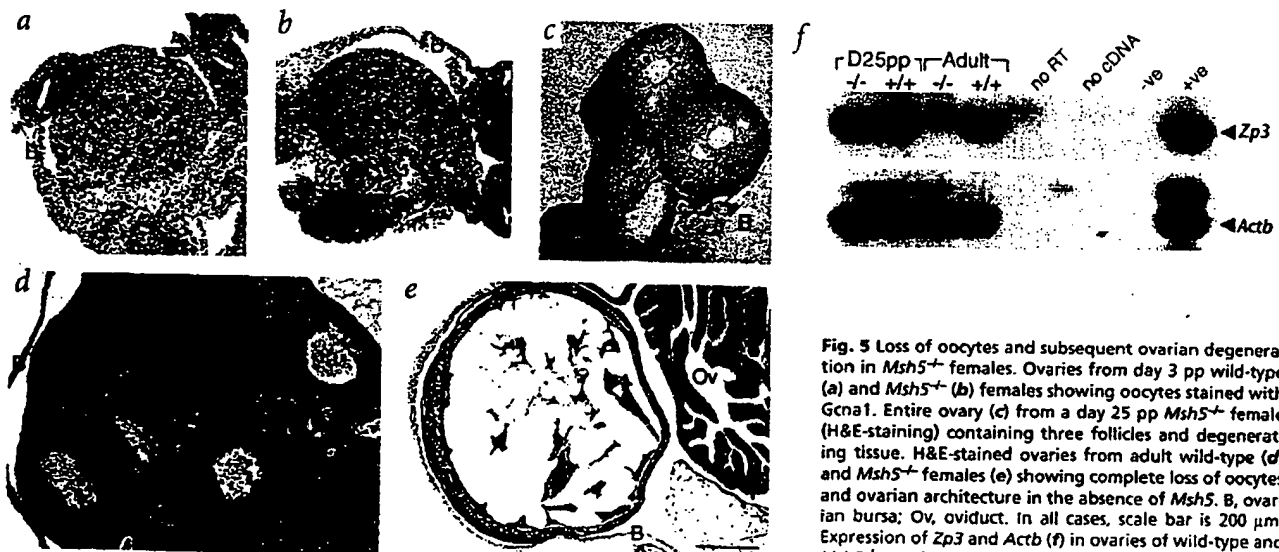 a
b
c
f
D25pp Adult
-/- +/+ -/- +/+ no RT no cDNA -ve +ve
Zp3
Actb
B
B
d
e
Ov
B
Fig. 5 Loss of oocytes and subsequent ovarian degenera-
tion in Msh5-/- females. Ovaries from day 3 pp wild-type
(a) and Msh5-/- (b) females showing oocytes stained with
Gcna1. Entire ovary (c) from a day 25 pp Msh5-/- female
(H&E-staining) containing three follicles and degenerat-
ing tissue. H&E-stained ovaries from adult wild-type (d)
and Msh5-/- females (e) showing complete loss of oocytes
and ovarian architecture in the absence of Msh5. B, ovar-
ian bursa; Ov, oviduct. In all cases, scale bar is 200 μm.
Expression of Zp3 and Actb (f) in ovaries of wild-type and